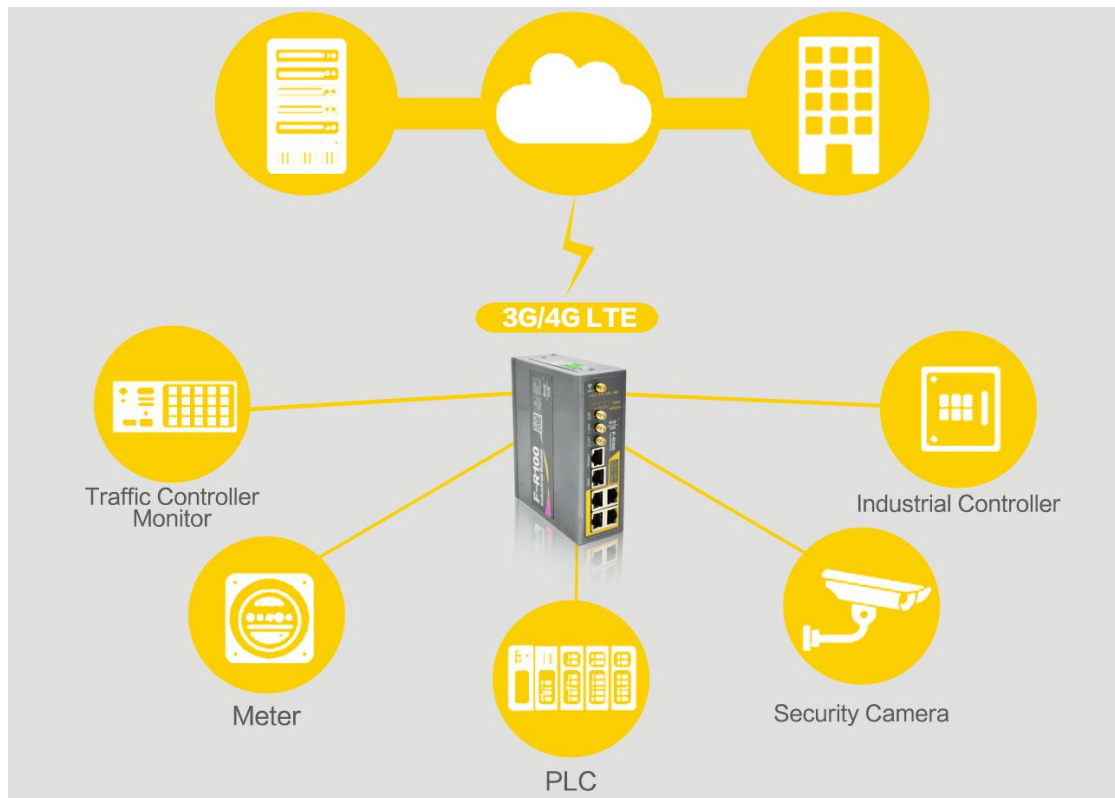 3G/4G LTE
F-R100
Traffic Controller
Monitor
Industrial Controller
Meter
Security Camera
PLC